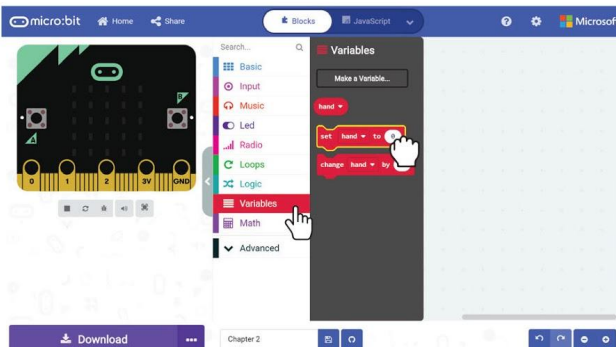 micro:bit Home Share Blocks JavaScript Microsoft
Search...
Basic
Input
Music
Led
Radio
Loops
Logic
Variables
Math
Advanced
Variables
Make a Variable...
hand
set hand to 0
change hand by
A
B
0 1 2 3V GND
Download ...
Chapter 2